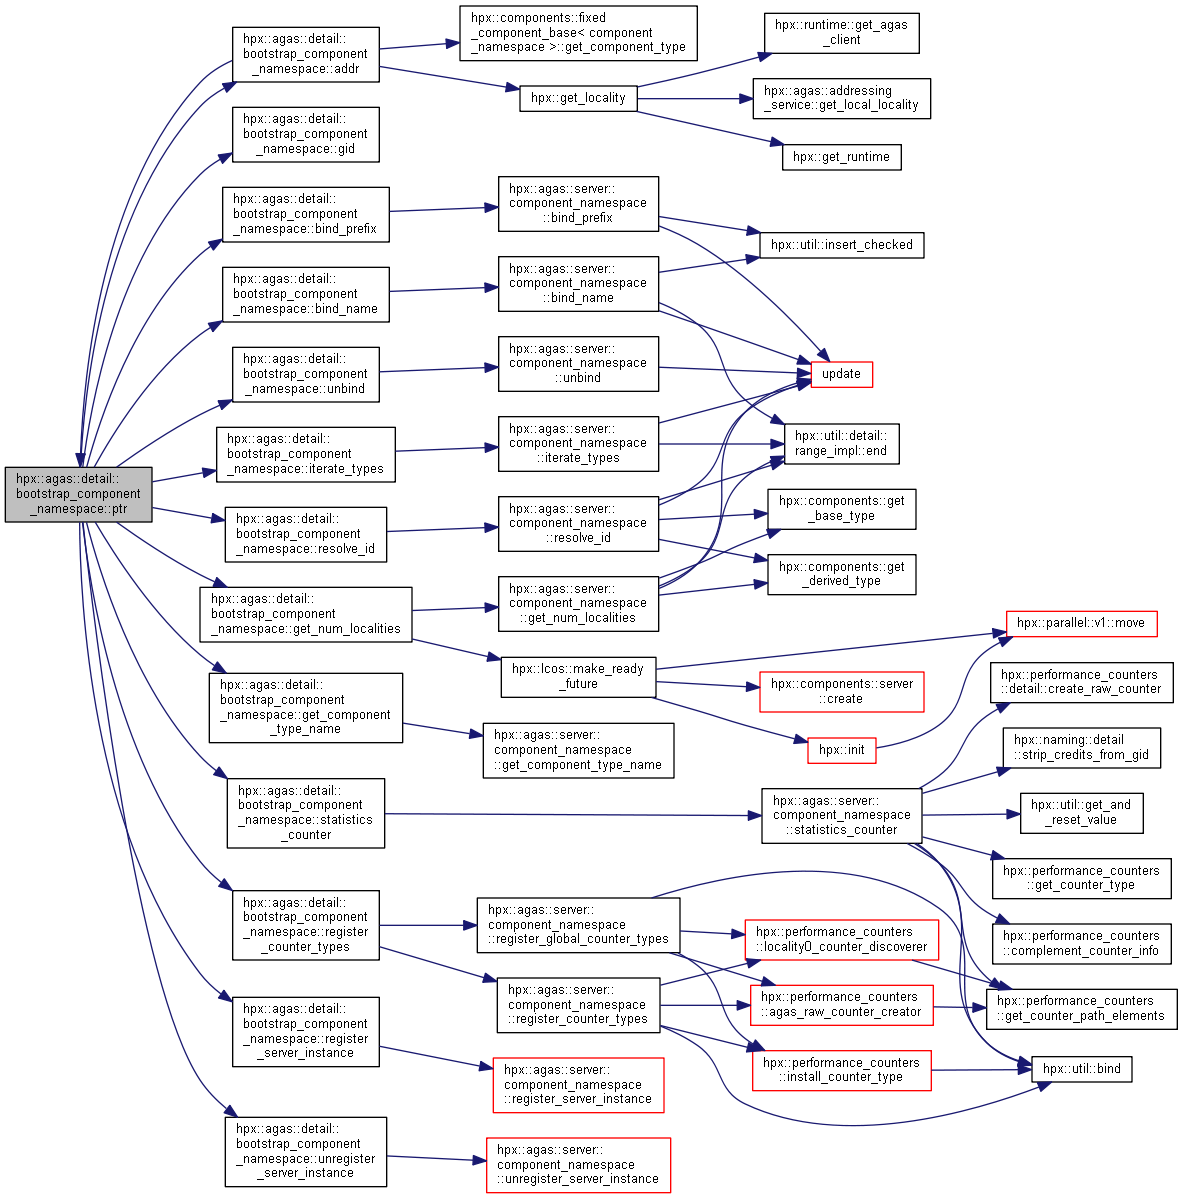 hpx::agas::detail::
bootstrap_component
_namespace::ptr
hpx::agas::detail::
bootstrap_component
_namespace::addr
hpx::agas::detail::
bootstrap_component
_namespace::gid
hpx::agas::detail::
bootstrap_component
_namespace::bind_prefix
hpx::agas::detail::
bootstrap_component
_namespace::bind_name
hpx::agas::detail::
bootstrap_component
_namespace::unbind
hpx::agas::detail::
bootstrap_component
_namespace::iterate_types
hpx::agas::detail::
bootstrap_component
_namespace::resolve_id
hpx::agas::detail::
bootstrap_component
_namespace::get_num_localities
hpx::agas::detail::
bootstrap_component
_namespace::get_component
_type_name
hpx::agas::detail::
bootstrap_component
_namespace::statistics
_counter
hpx::agas::detail::
bootstrap_component
_namespace::register
_counter_types
hpx::agas::detail::
bootstrap_component
_namespace::register
_server_instance
hpx::agas::detail::
bootstrap_component
_namespace::unregister
_server_instance
hpx::components::fixed
_component_base< component
_namespace >::get_component_type
hpx::get_locality
hpx::agas::server::
component_namespace
::bind_prefix
hpx::agas::server::
component_namespace
::bind_name
hpx::agas::server::
component_namespace
::unbind
hpx::agas::server::
component_namespace
::iterate_types
hpx::agas::server::
component_namespace
::resolve_id
hpx::agas::server::
component_namespace
::get_num_localities
hpx::lcos::make_ready
_future
hpx::agas::server::
component_namespace
::get_component_type_name
hpx::agas::server::
component_namespace
::register_global_counter_types
hpx::agas::server::
component_namespace
::register_counter_types
hpx::agas::server::
component_namespace
::register_server_instance
hpx::agas::server::
component_namespace
::unregister_server_instance
hpx::runtime::get_agas
_client
hpx::agas::addressing
_service::get_local_locality
hpx::get_runtime
hpx::util::insert_checked
update
hpx::util::detail::
range_impl::end
hpx::components::get
_base_type
hpx::components::get
_derived_type
hpx::components::server
::create
hpx::init
hpx::agas::server::
component_namespace
::statistics_counter
hpx::performance_counters
::locality0_counter_discoverer
hpx::performance_counters
::agas_raw_counter_creator
hpx::performance_counters
::install_counter_type
hpx::parallel::v1::move
hpx::performance_counters
::detail::create_raw_counter
hpx::naming::detail
::strip_credits_from_gid
hpx::util::get_and
_reset_value
hpx::performance_counters
::get_counter_type
hpx::performance_counters
::complement_counter_info
hpx::performance_counters
::get_counter_path_elements
hpx::util::bind